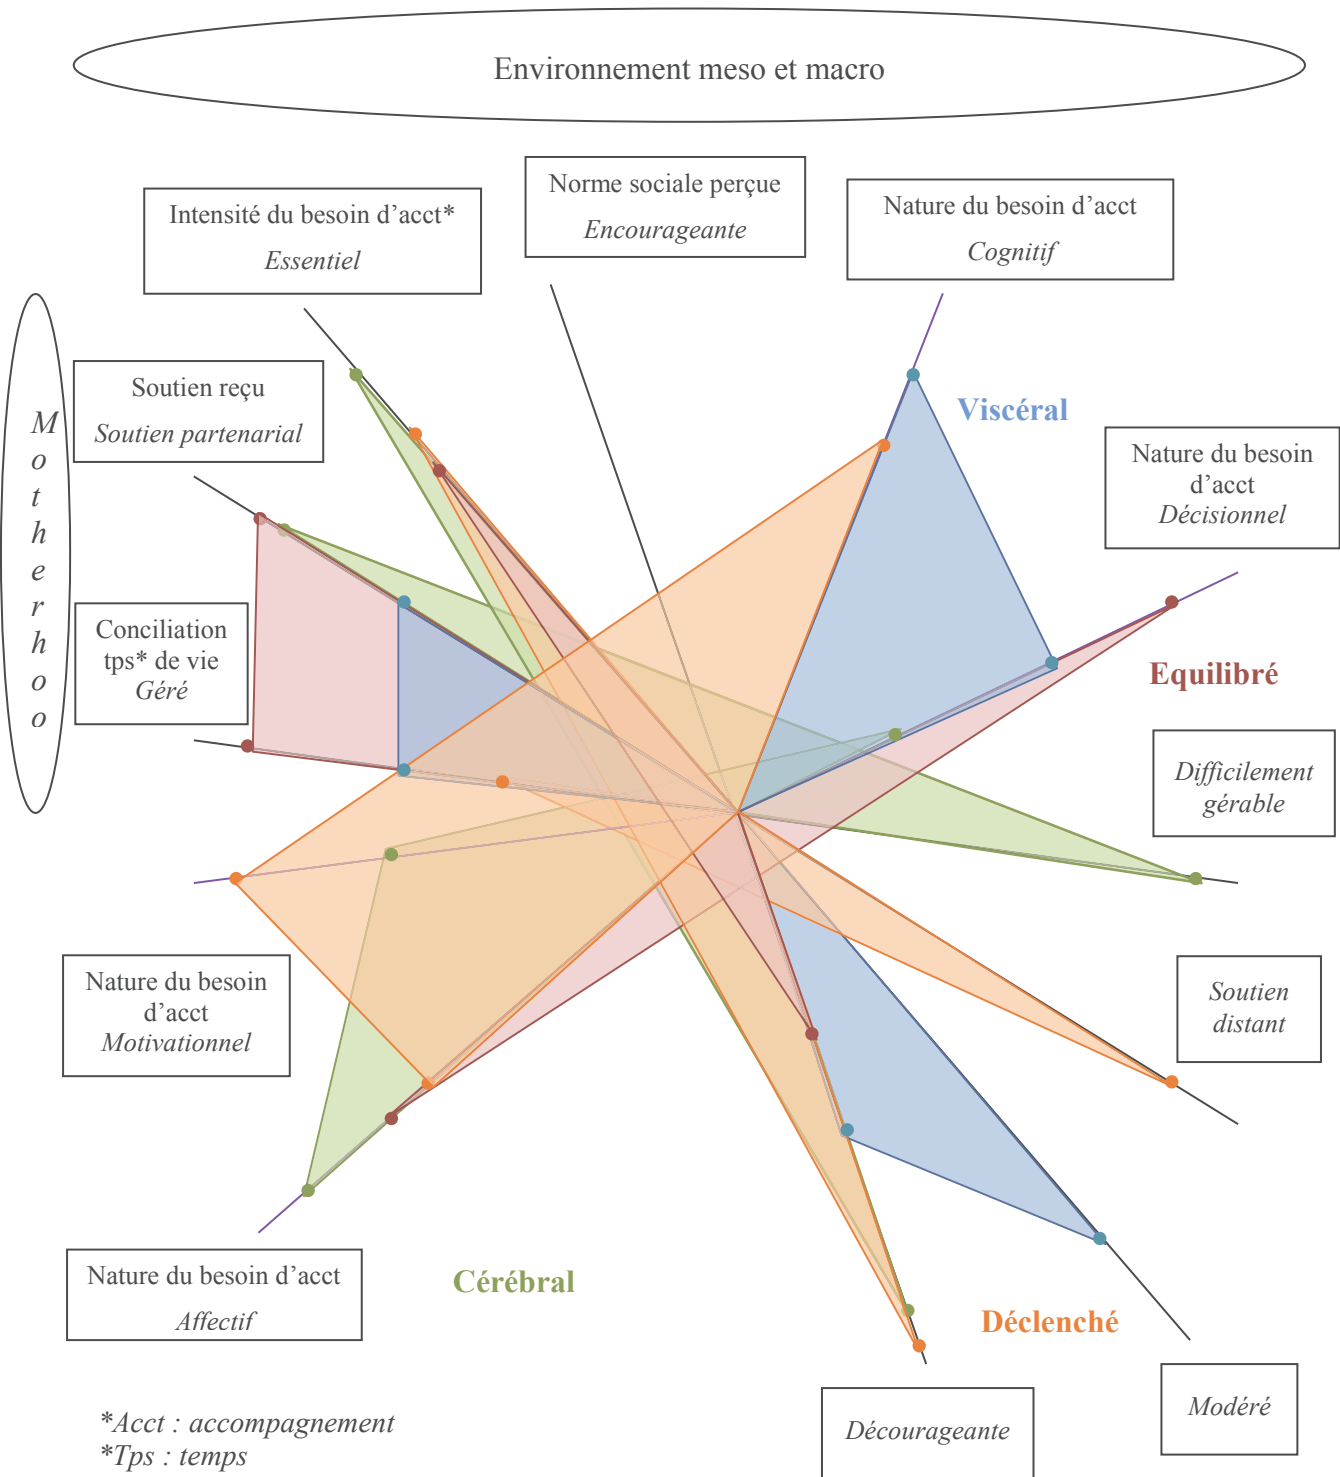 Environnement meso et macro
Norme sociale perçue
Encourageante
Nature du besoin d’acct
Cognitif
Intensité du besoin d’acct*
Essentiel
Soutien reçu
Soutien partenarial
M
o
t
h
e
r
h
o
o
Viscéral
Nature du besoin
d’acct
Décisionnel
Conciliation
tps* de vie
Géré
Equilibré
Difficilement
gérable
Nature du besoin
d’acct
Motivationnel
Soutien
distant
Nature du besoin d’acct
Affectif
Cérébral
Déclenché
Modéré
Découragean­te
*Acct : accompagnement
*Tps : temps